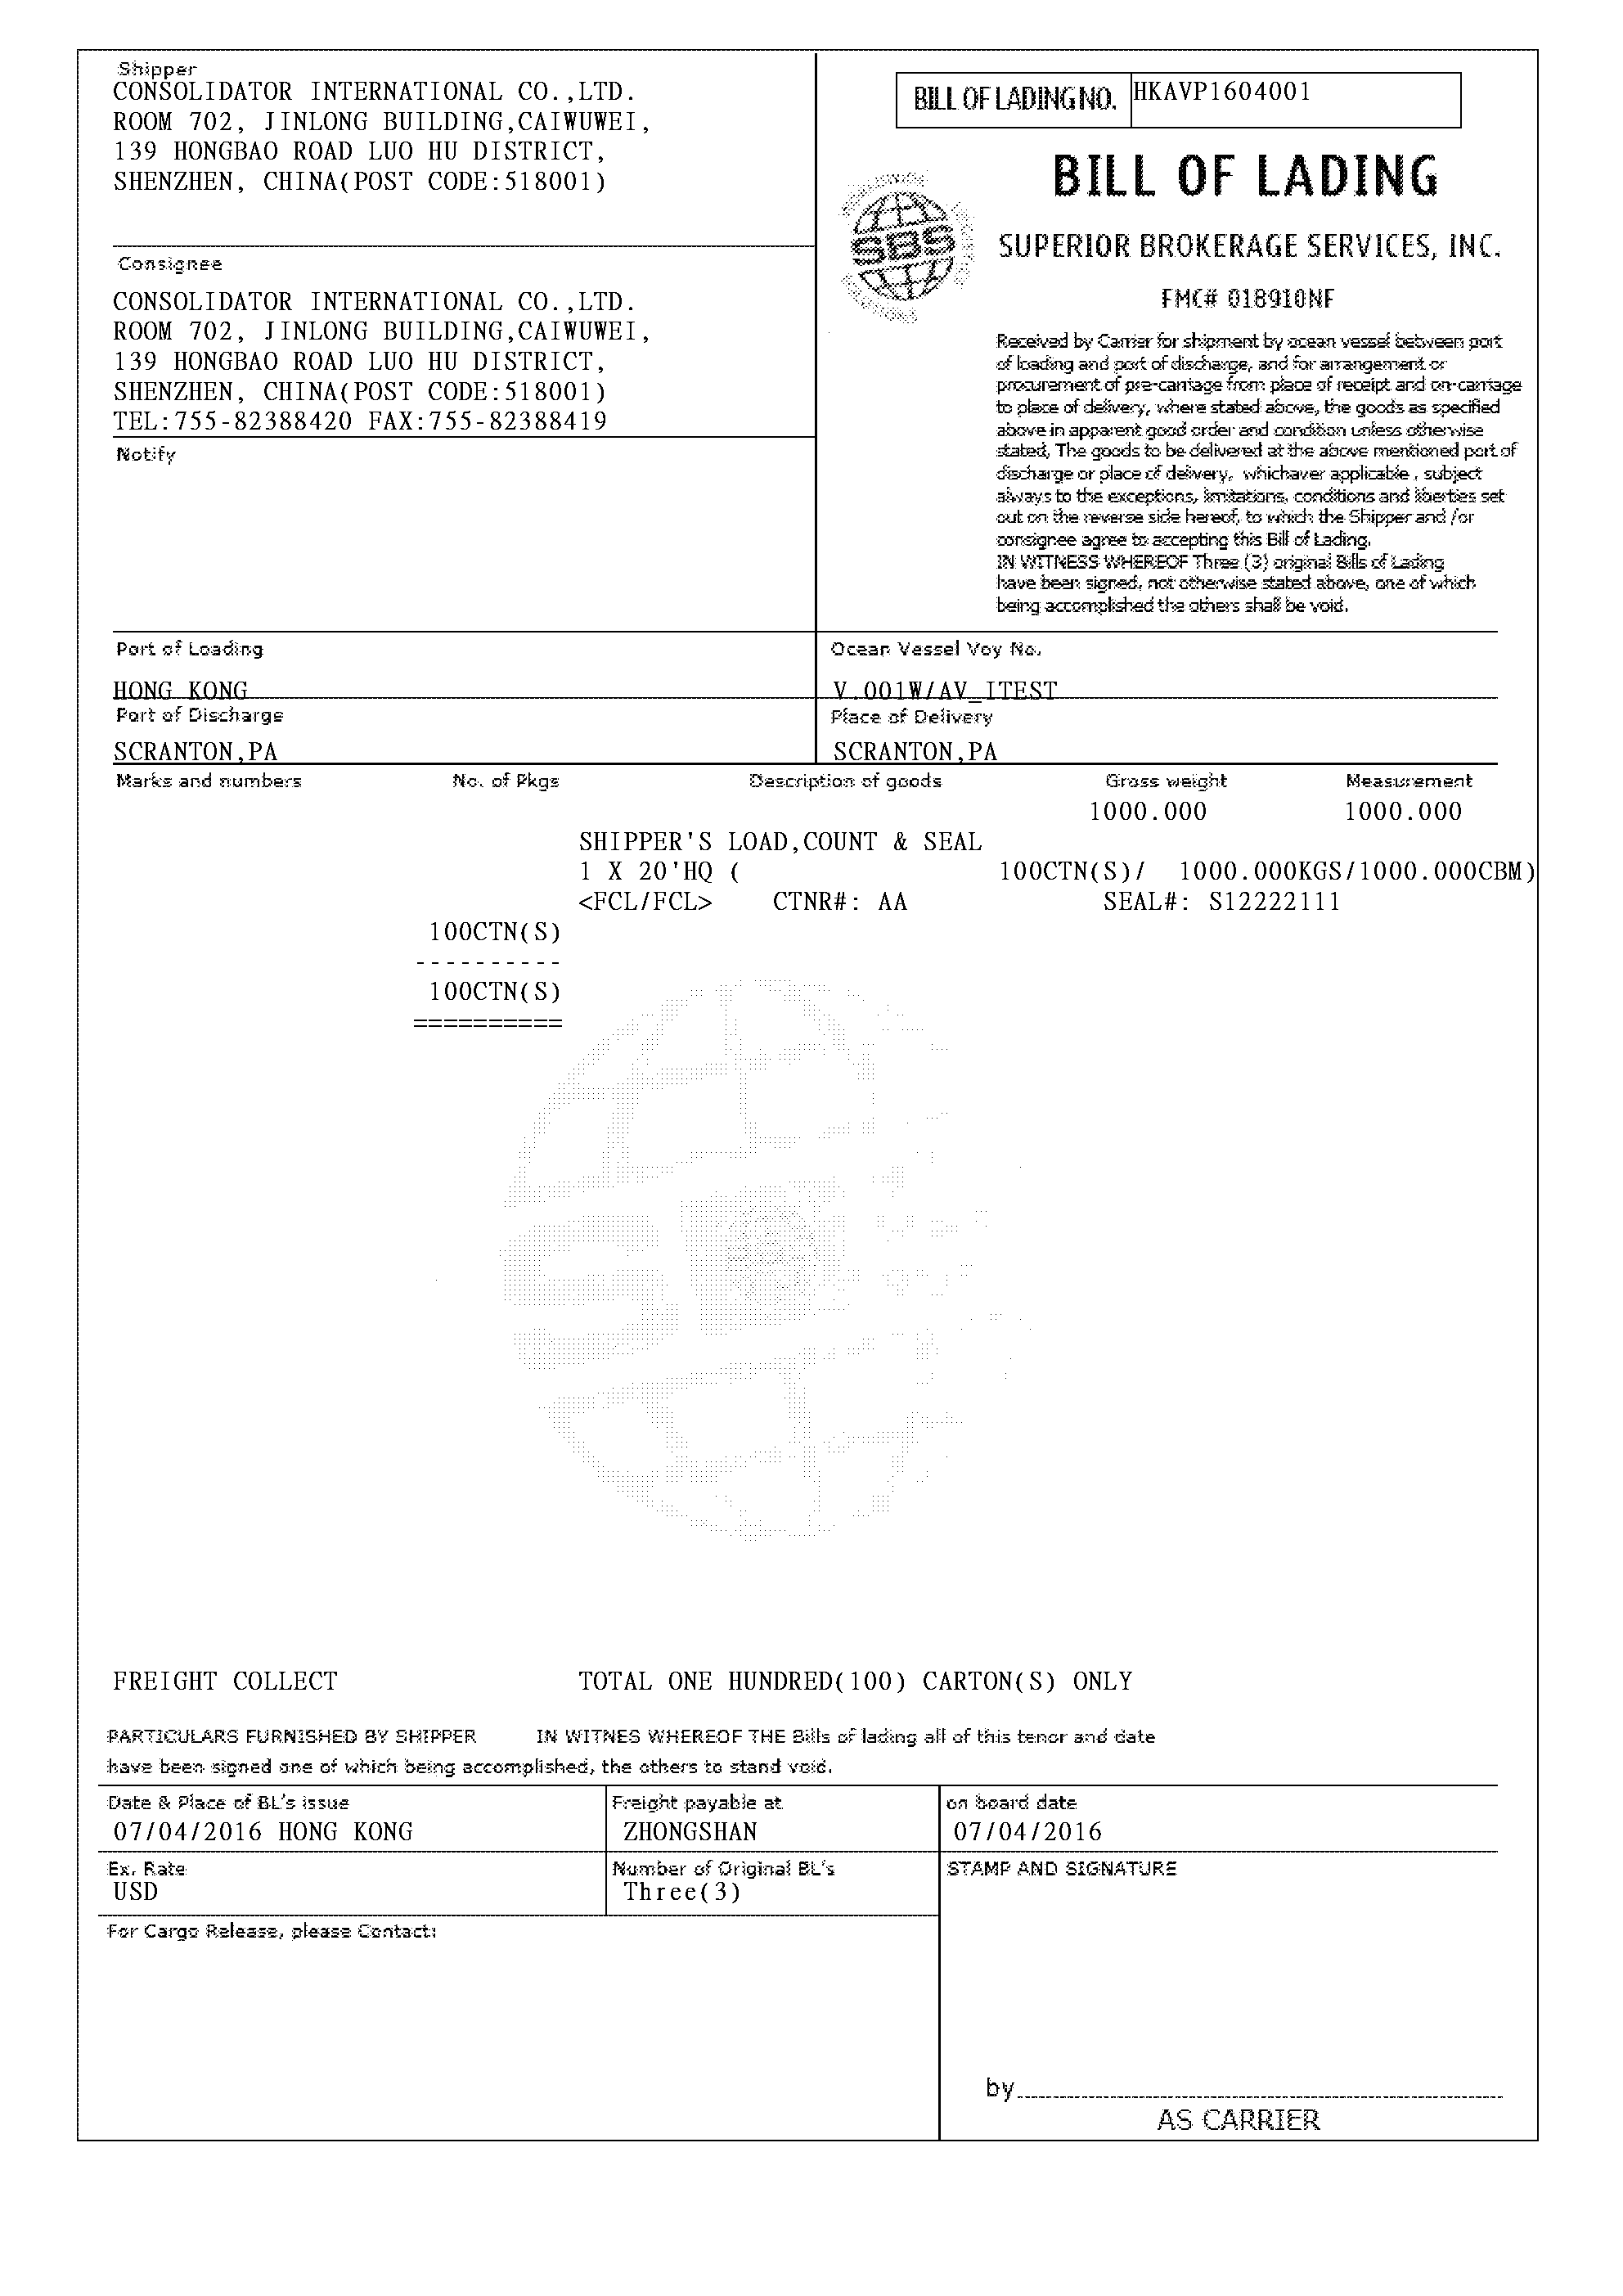 Shipper
CONSOLIDATOR INTERNATIONAL CO.,LTD.
ROOM 702, JINLONG BUILDING,CAIWUWEI,
139 HONGBAO ROAD LUO HU DISTRICT,
SHENZHEN, CHINA(POST CODE:518001)
BILL OF LADING NO. HKAVP1604001
BILL OF LADING
SBS
SUPERIOR BROKERAGE SERVICES, INC.
FMC# 018910NF
Consignee
CONSOLIDATOR INTERNATIONAL CO.,LTD.
ROOM 702, JINLONG BUILDING,CAIWUWEI,
139 HONGBAO ROAD LUO HU DISTRICT,
SHENZHEN, CHINA(POST CODE:518001)
TEL:755-82388420 FAX:755-82388419
Notify
Received by Carrier for shipment by ocean vessel between port
of loading and port of discharge, and for arrangement or
procurement of pre-carriage from place of receipt and on-carriage
to place of delivery, where stated above, the goods as specified
above in apparent good order and condition unless otherwise
stated, The goods to be delivered at the above mentioned port of
discharge or place of delivery, whichaver applicable , subject
always to the exceptions, limitations, conditions and liberties set
out on the reverse side hereof, to which the Shipper and /or
consignee agree to accepting this Bill of Lading.
IN WITNESS WHEREOF Three (3) original Bills of Lading
have been signed, not otherwise stated above, one of which
being accomplished the others shall be void.
Port of Loading
HONG KONG
Ocean Vessel Voy No.
V.001W/AV_ITEST
Port of Discharge
SCRANTON,PA
Place of Delivery
SCRANTON,PA
Marks and numbers No. of Pkgs Description of goods Gross weight Measurement
1000.000 1000.000
SHIPPER'S LOAD,COUNT & SEAL
1 X 20'HQ ( 100CTN(S)/ 1000.000KGS/1000.000CBM)
<FCL/FCL> CTNR#: AA SEAL#: S12222111
100CTN(S)
----------
100CTN(S)
==========
FREIGHT COLLECT TOTAL ONE HUNDRED(100) CARTON(S) ONLY
PARTICULARS FURNISHED BY SHIPPER IN WITNES WHEREOF THE Bills of lading all of this tenor and date
have been signed one of which being accomplished, the others to stand void.
Date & Place of BL's issue
07/04/2016 HONG KONG
Freight payable at
ZHONGSHAN
on board date
07/04/2016
Ex. Rate
USD
Number of Original BL's
Three(3)
STAMP AND SIGNATURE
For Cargo Release, please Contact:
by
AS CARRIER